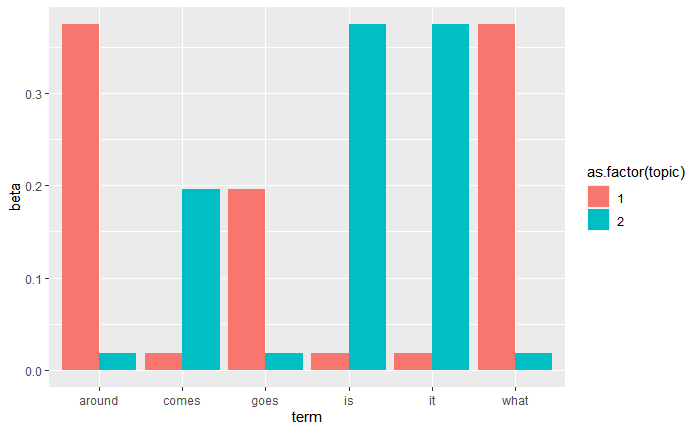 0.3
0.2
0.1
0.0
beta
around comes goes is it what
term
as.factor(topic)
1
2